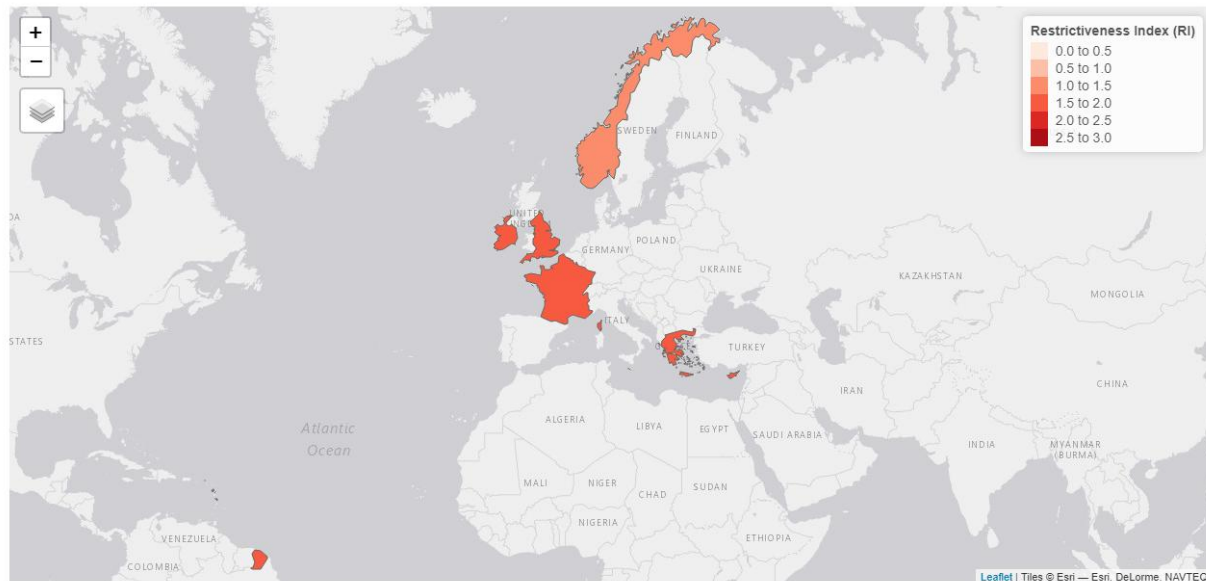 +
−
Restrictiveness Index (RI)
0.0 to 0.5
0.5 to 1.0
1.0 to 1.5
1.5 to 2.0
2.0 to 2.5
2.5 to 3.0
SWEDEN
FINLAND
UNITED
GERMANY
POLAND
UKRAINE
KAZAKHSTAN
MONGOLIA
ITALY
STATES
TURKEY
CHINA
IRAN
Atlantic
Ocean
ALGERIA
LIBYA
EGYPT
SAUDI ARABIA
INDIA
MYANMAR
(BURMA)
MALI
NIGER
CHAD
SUDAN
NIGERIA
ETHIOPIA
VENEZUELA
COLOMBIA
Leaflet | Tiles © Esri — Esri, DeLorme, NAVTEQ